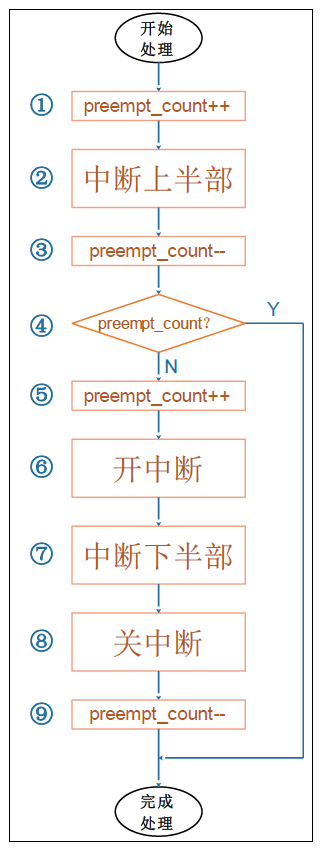 开始
处理
① preempt_count++
② 中断上半部
③ preempt_count--
④ preempt_count?
Y
N
⑤ preempt_count++
⑥ 开中断
⑦ 中断下半部
⑧ 关中断
⑨ preempt_count--
完成
处理